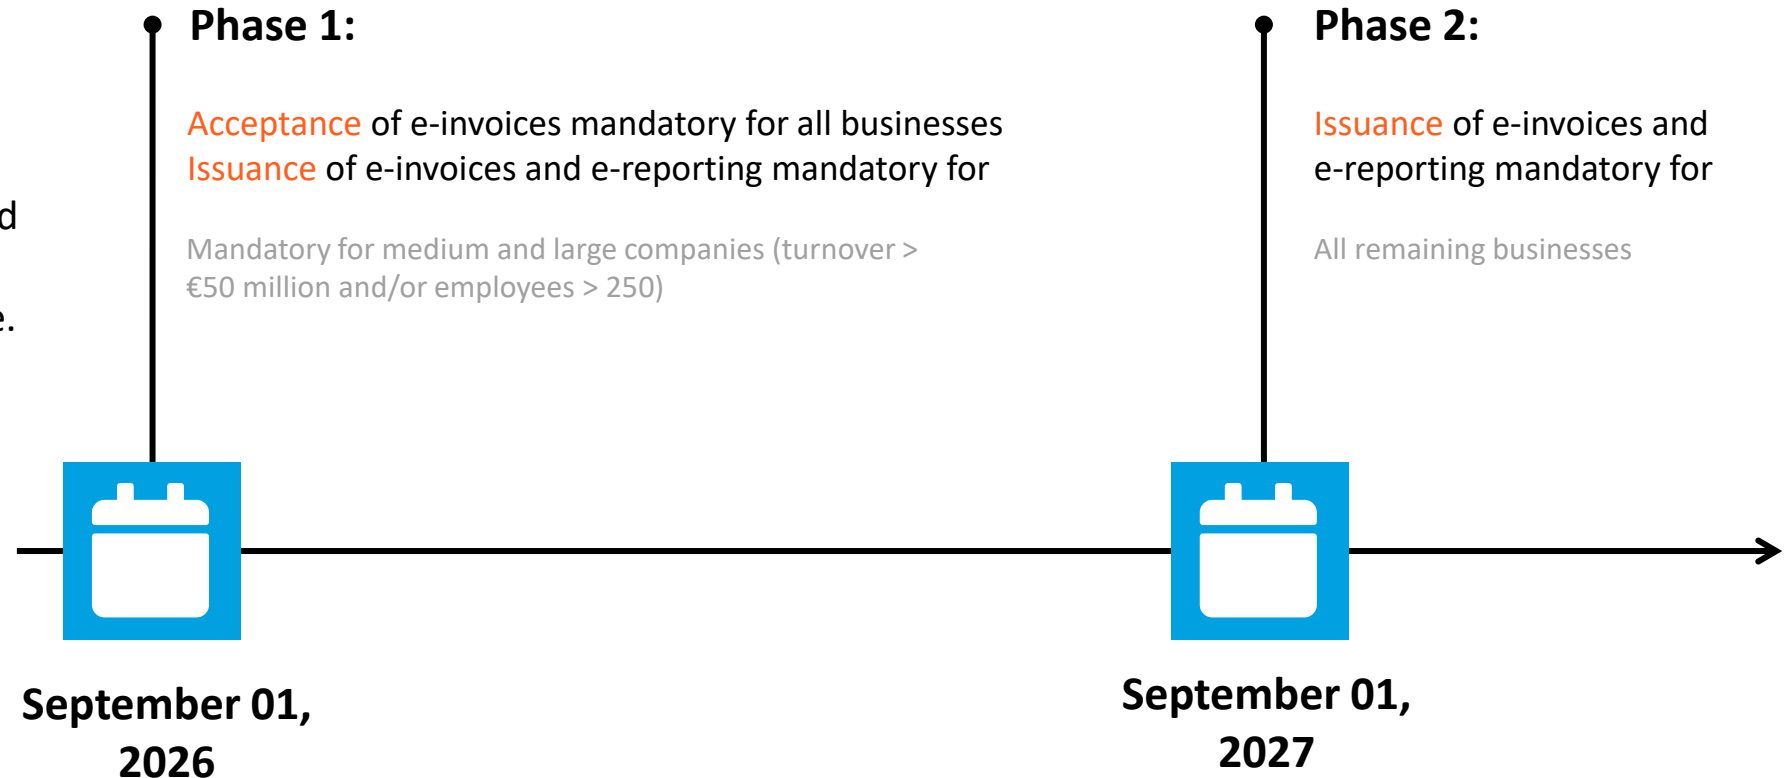 Phase 1:
Acceptance of e-invoices mandatory for all businesses
Issuance of e-invoices and e-reporting mandatory for
Mandatory for medium and large companies (turnover >
€50 million and/or employees > 250)
Phase 2:
Issuance of e-invoices and
e-reporting mandatory for
All remaining businesses
September 01,
2026
September 01,
2027